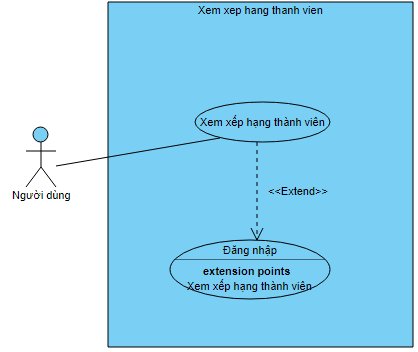 Xem xep hang thanh vien
Xem xếp hạng thành viên
Người dùng
<<Extend>>
Đăng nhập
extension points
Xem xếp hạng thành viên